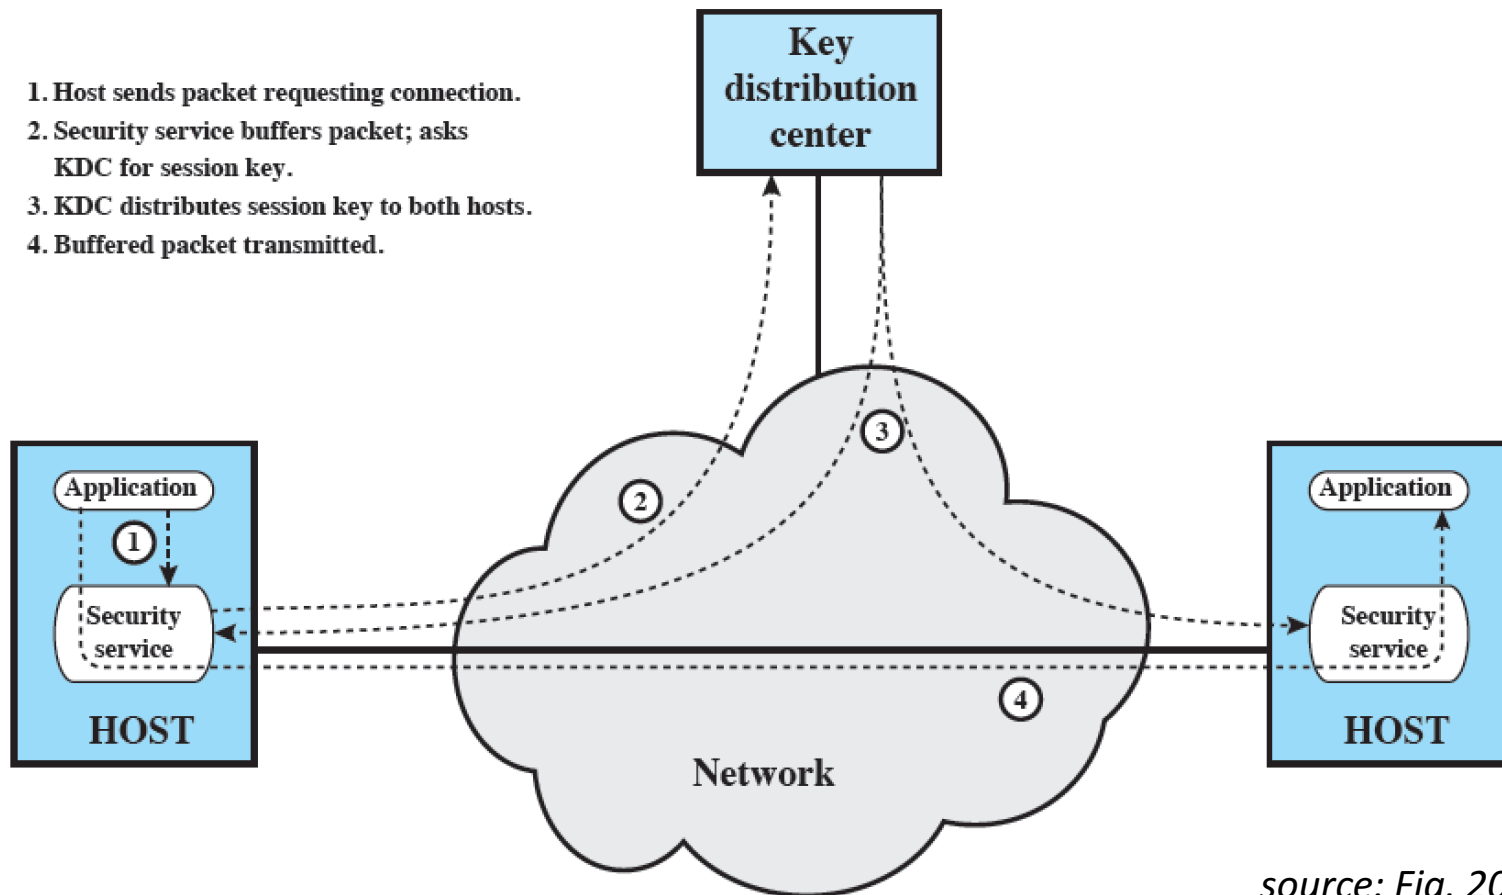 Key
distribution
center
1. Host sends packet requesting connection.
2. Security service buffers packet; asks
KDC for session key.
3. KDC distributes session key to both hosts.
4. Buffered packet transmitted.
3
2
Application
1
Security
service
HOST
Application
Security
service
HOST
4
Network
source: Fig. 20